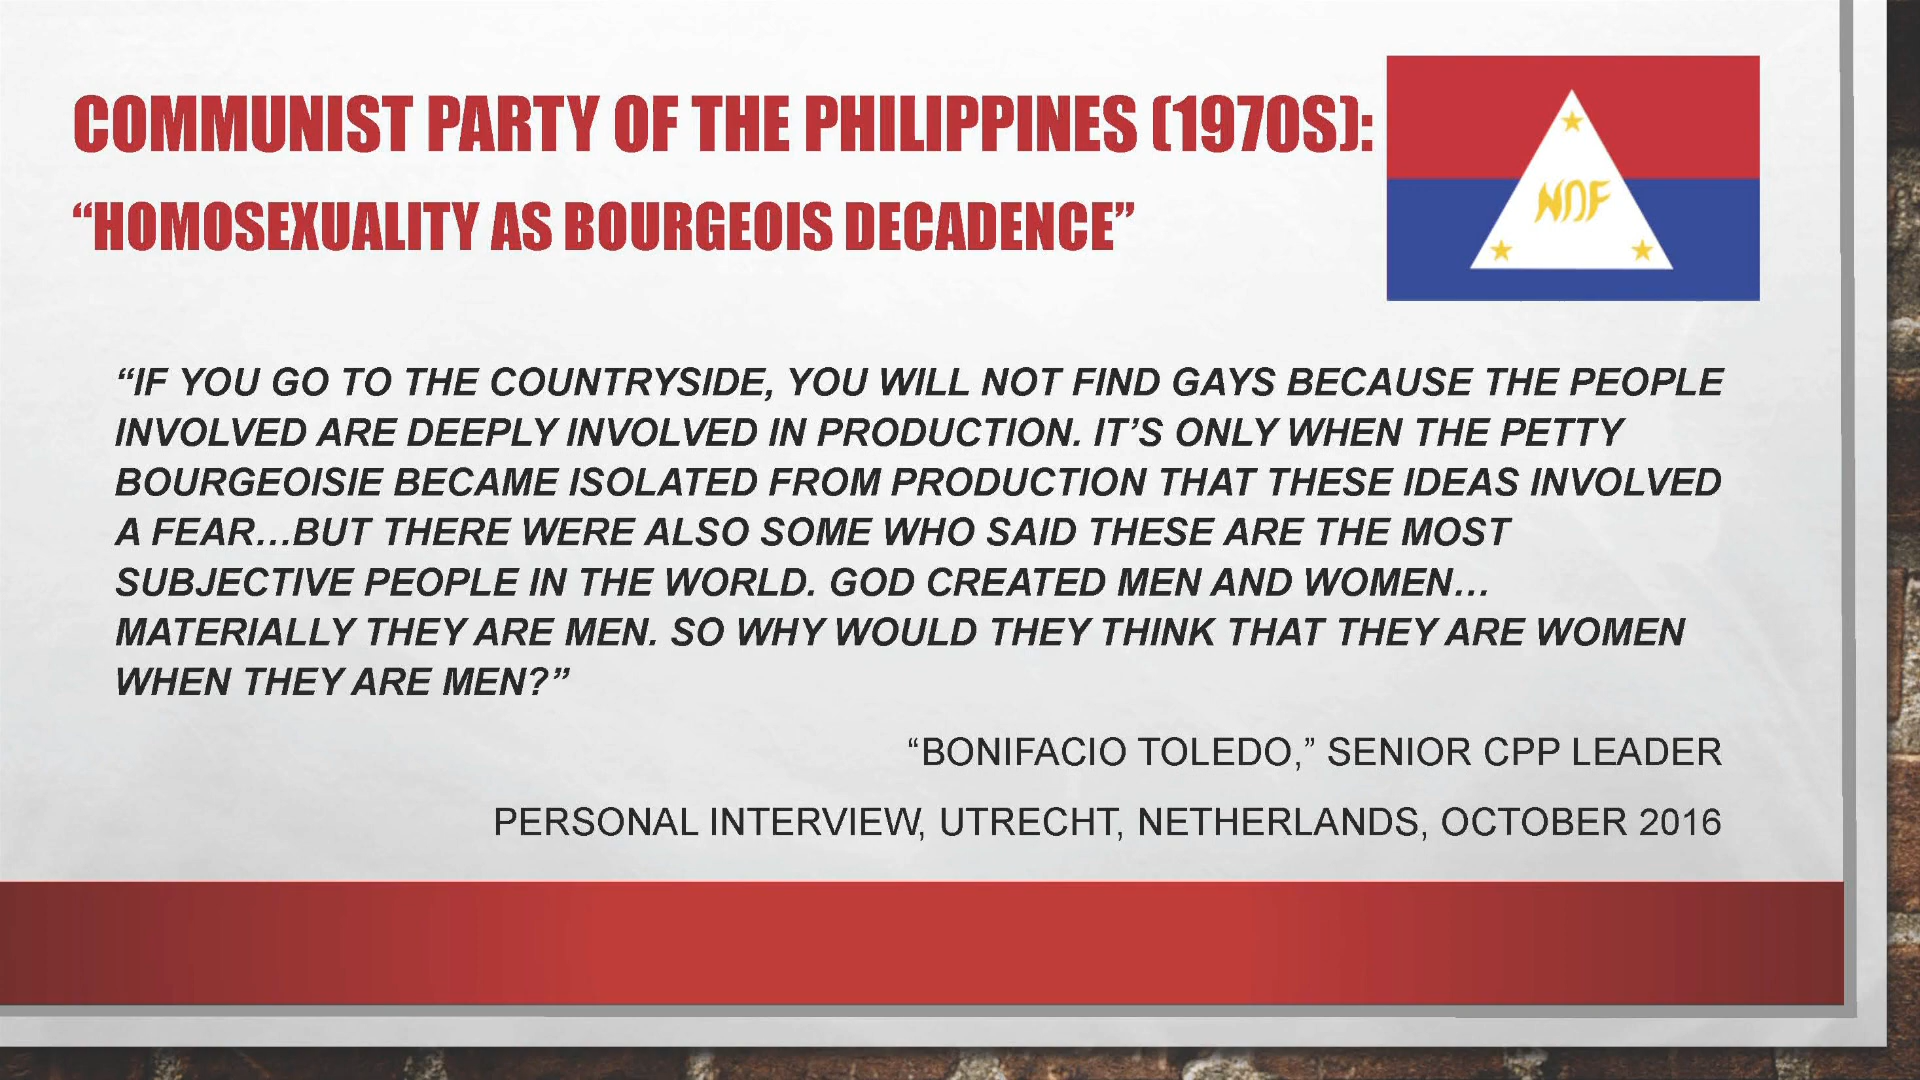 COMMUNIST PARTY OF THE PHILIPPINES (1970S):
“HOMOSEXUALITY AS BOURGEOIS DECADENCE”
NDF
“IF YOU GO TO THE COUNTRYSIDE, YOU WILL NOT FIND GAYS BECAUSE THE PEOPLE
INVOLVED ARE DEEPLY INVOLVED IN PRODUCTION. IT’S ONLY WHEN THE PETTY
BOURGEOISIE BECAME ISOLATED FROM PRODUCTION THAT THESE IDEAS INVOLVED
A FEAR…BUT THERE WERE ALSO SOME WHO SAID THESE ARE THE MOST
SUBJECTIVE PEOPLE IN THE WORLD. GOD CREATED MEN AND WOMEN…
MATERIALLY THEY ARE MEN. SO WHY WOULD THEY THINK THAT THEY ARE WOMEN
WHEN THEY ARE MEN?”
“BONIFACIO TOLEDO,” SENIOR CPP LEADER
PERSONAL INTERVIEW, UTRECHT, NETHERLANDS, OCTOBER 2016